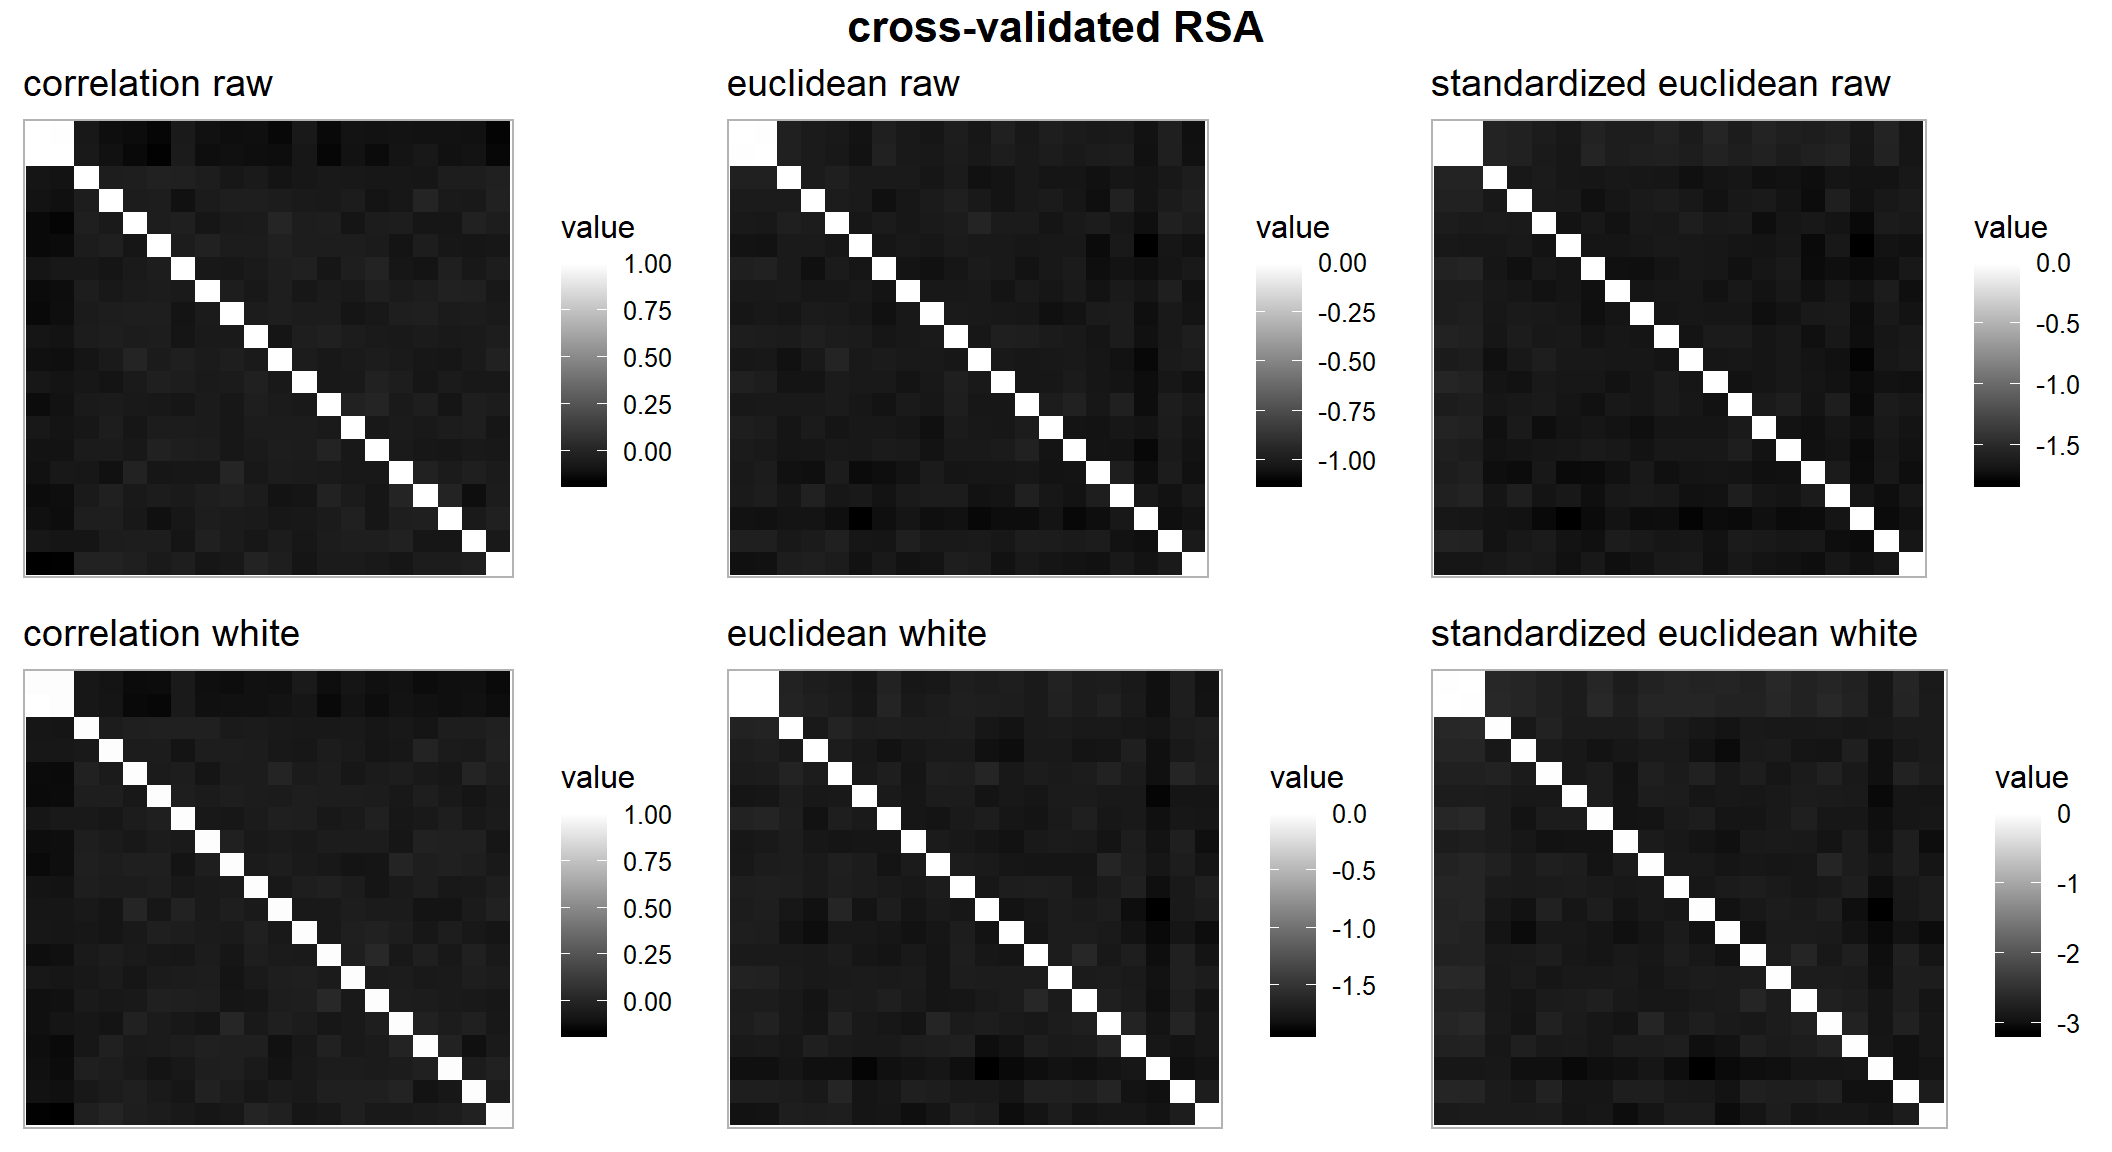 cross-validated RSA
correlation raw
value
1.00
0.75
0.50
0.25
0.00
euclidean raw
value
0.00
-0.25
-0.50
-0.75
-1.00
standardized euclidean raw
value
0.0
-0.5
-1.0
-1.5
correlation white
value
1.00
0.75
0.50
0.25
0.00
euclidean white
value
0.0
-0.5
-1.0
-1.5
standardized euclidean white
value
0
-1
-2
-3